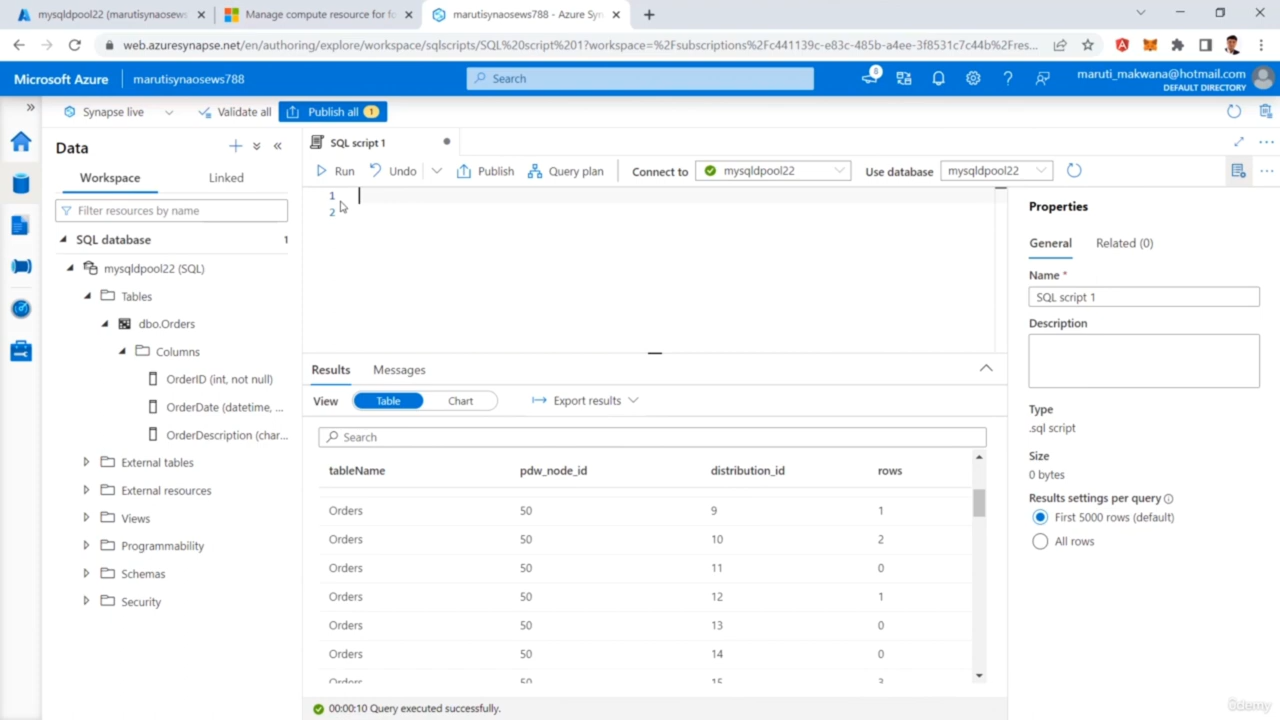 mysqldpool22 (marutisynaosews
Manage compute resource for fo
marutisynaosews788 - Azure Syn
web.azuresynapse.net/en/authoring/explore/workspace/sqlscripts/SQL%20script%201?workspace=%2Fsubscriptions%2Fc441139c-e83c-485b-a4ee-3f8531c7c44b%2Fres...
Microsoft Azure
marutisynaosews788
Search
8
maruti_makwana@hotmail.com
DEFAULT DIRECTORY
Synapse live
Validate all
Publish all
1
Data
Workspace
Linked
Filter resources by name
SQL database
1
mysqldpool22 (SQL)
Tables
dbo.Orders
Columns
OrderID (int, not null)
OrderDate (datetime, ...
OrderDescription (char...
External tables
External resources
Views
Programmability
Schemas
Security
SQL script 1
Run
Undo
Publish
Query plan
Connect to
mysqldpool22
Use database
mysqldpool22
1
2
Results
Messages
View
Table
Chart
Export results
Search
tableName pdw_node_id distribution_id rows
Orders 50 9 1
Orders 50 10 2
Orders 50 11 0
Orders 50 12 1
Orders 50 13 0
Orders 50 14 0
Orders 50 15 3
00:00:10 Query executed successfully.
Properties
General
Related (0)
Name *
SQL script 1
Description
Type
.sql script
Size
0 bytes
Results settings per query
First 5000 rows (default)
All rows
ûdemy